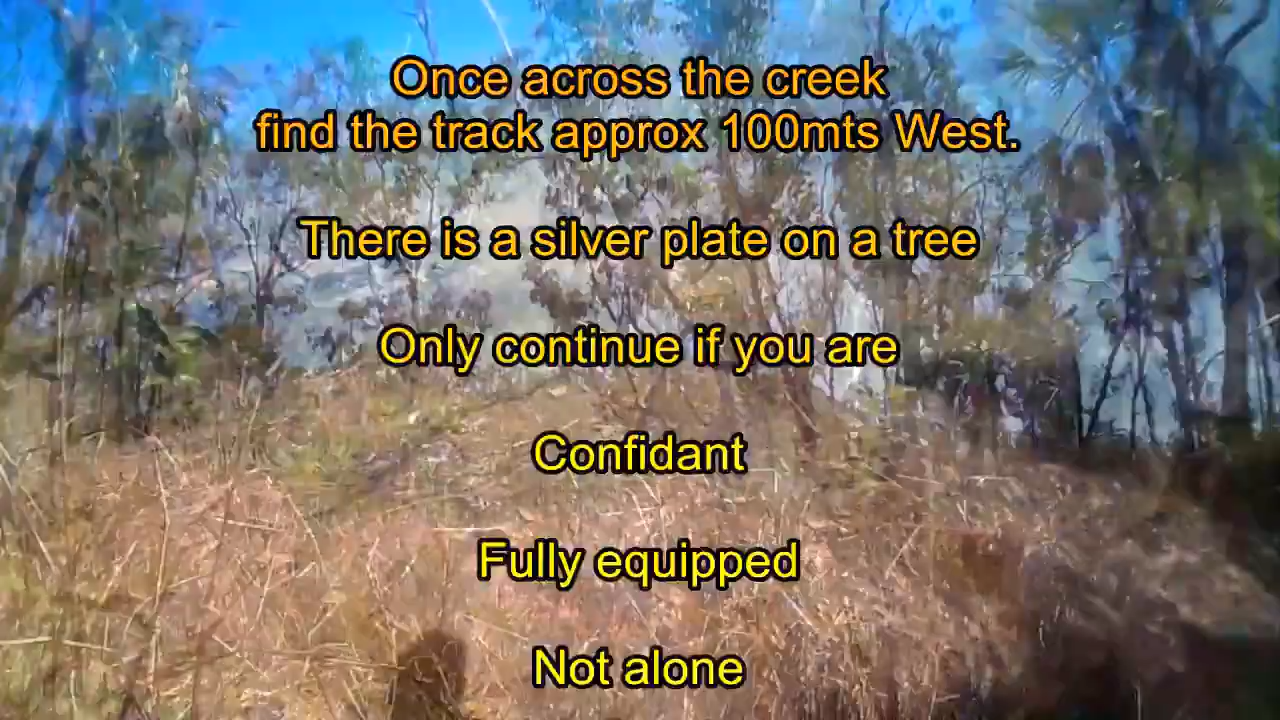 Once across the creek
find the track approx 100mts West.
There is a silver plate on a tree
Only continue if you are
Confidant
Fully equipped
Not alone